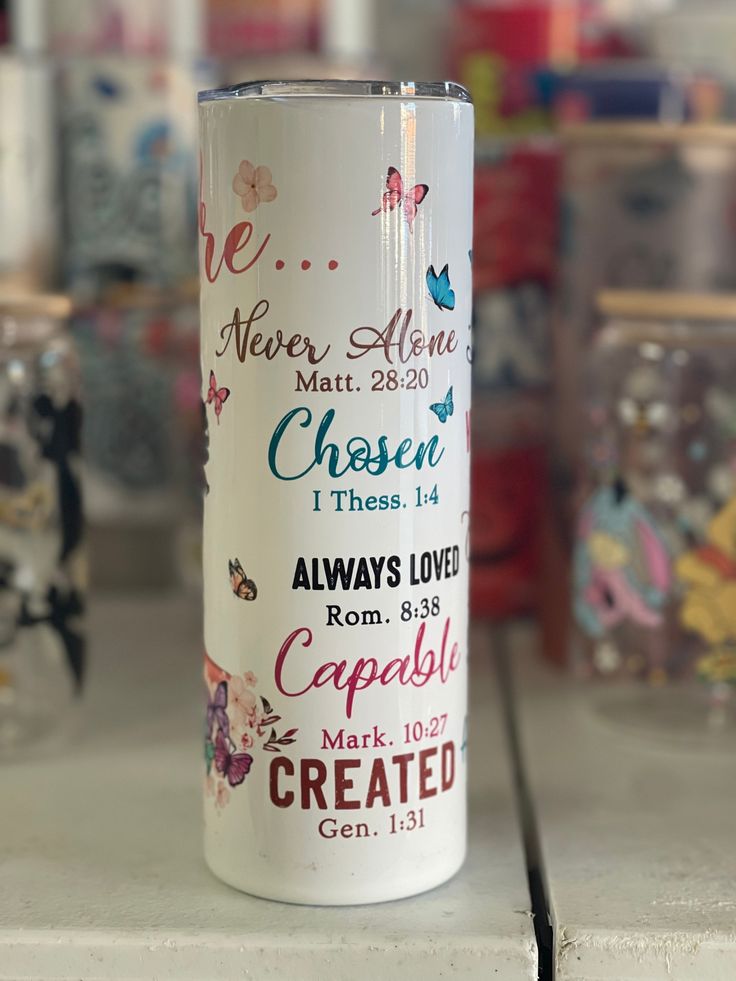 re...
Never Alone
Matt. 28:20
Chosen
I Thess. 1:4
ALWAYS LOVED
Rom. 8:38
Capable
Mark. 10:27
CREATED
Gen. 1:31